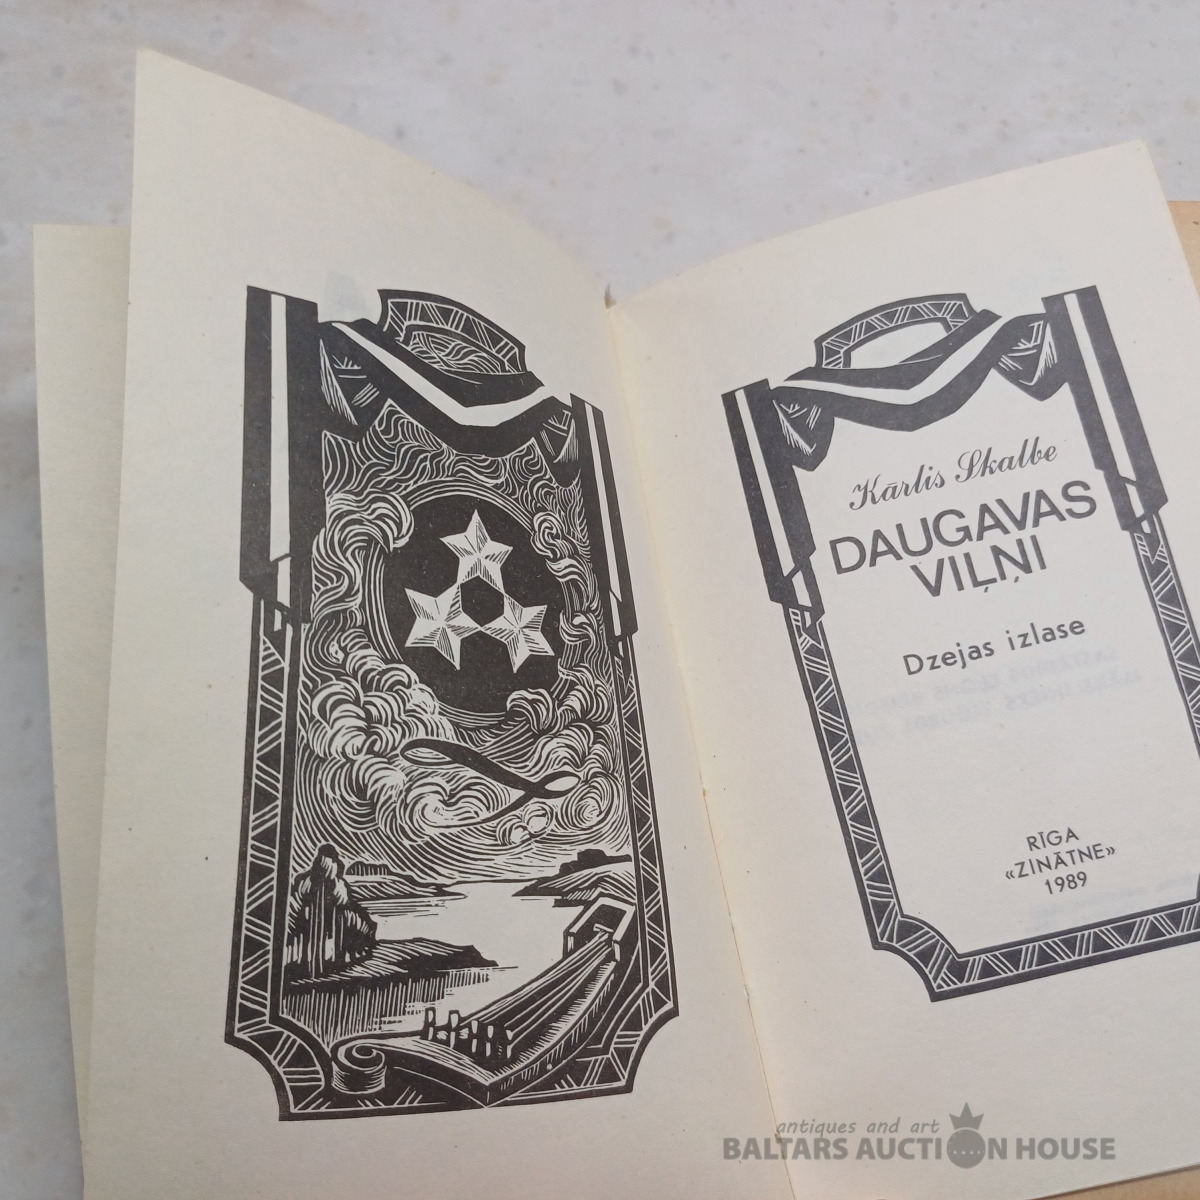 Kārlis Skalbe
DAUGAVAS
VIĻŅI
Dzejas izlase
RĪGA
«ZINĀTNE»
1989
antiques and art
BALTARS AUCTION HOUSE